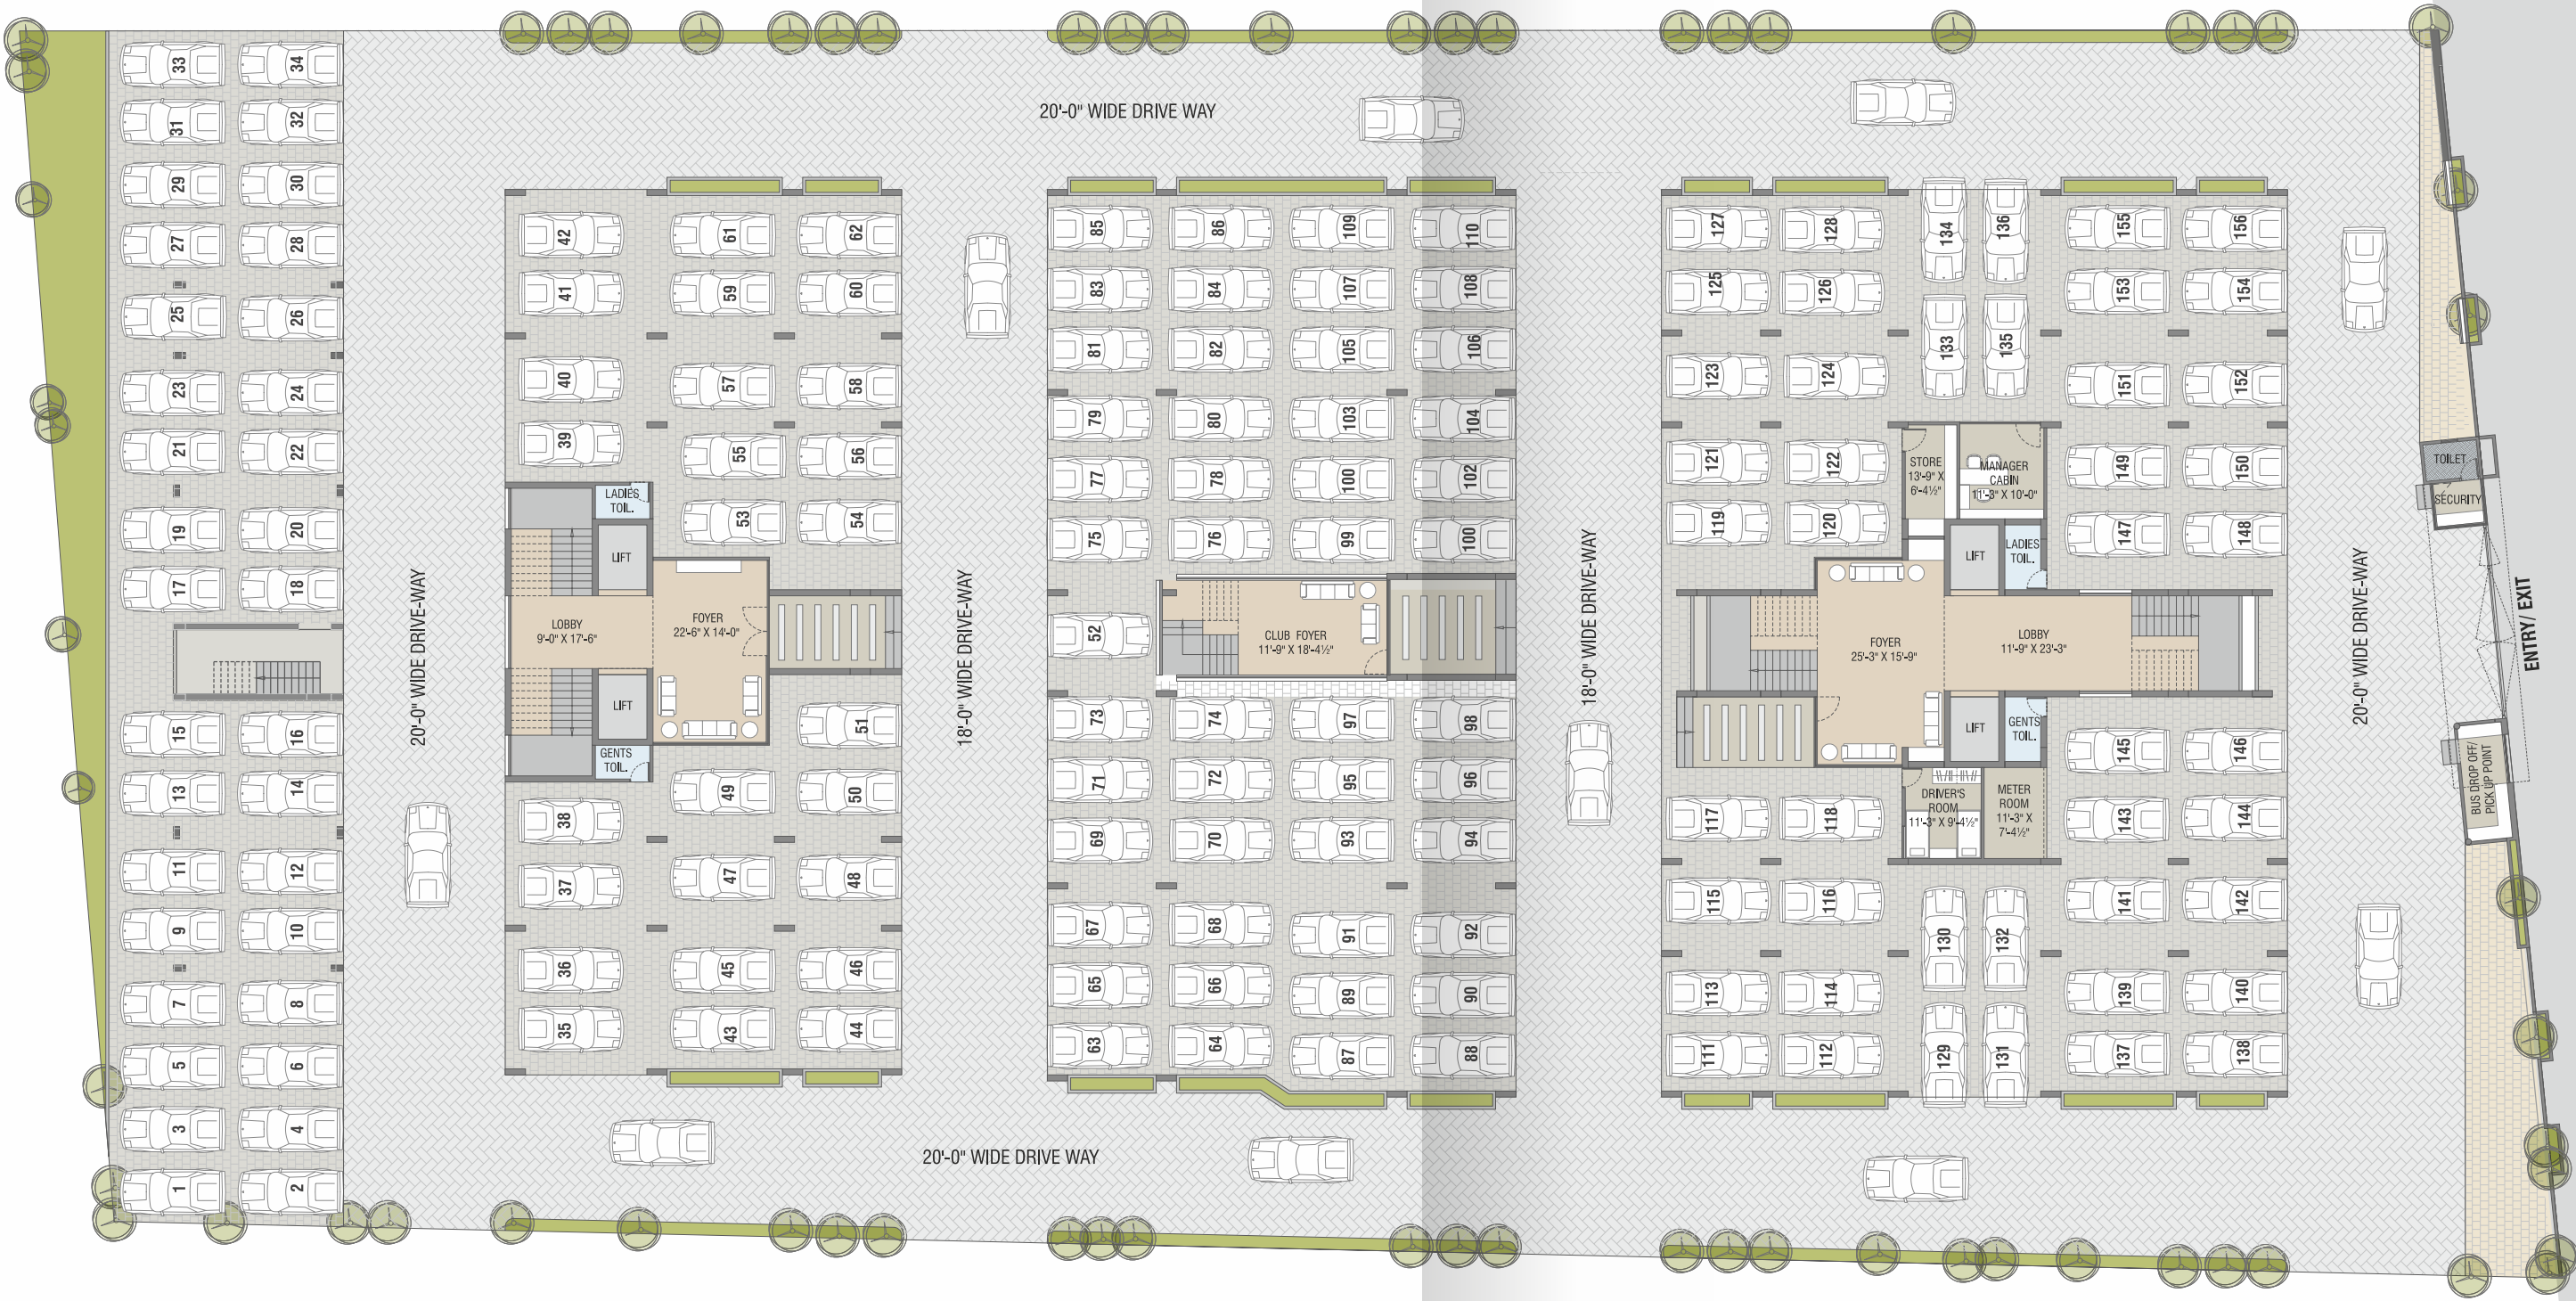 33 34
31 32
29 30
27 28
25 26
23 24
21 22
19 20
17 18
15 16
13 14
11 12
9 10
7 8
5 6
3 4
1 2
20'-0" WIDE DRIVE-WAY
42 61 62
41 59 60
40 57 58
39 55 56
53 54
LADIES
TOIL.
LIFT
LOBBY
9'-0" X 17'-6"
FOYER
22'-6" X 14'-0"
LIFT
GENTS
TOIL.
51
49 50
38
47 48
37
36 45 46
35 43 44
18'-0" WIDE DRIVE-WAY
20'-0" WIDE DRIVE WAY
85 86 109 110
83 84 107 108
81 82 105 106
79 80 103 104
77 78 100 102
75 76 99 100
52
CLUB FOYER
11'-9" X 18'-4½"
73 74 97 98
71 72 95 96
69 70 93 94
67 68 91 92
65 66 89 90
63 64 87 88
20'-0" WIDE DRIVE WAY
18'-0" WIDE DRIVE-WAY
127 128 134 136 155 156
125 126 153 154
123 124 133 135 151 152
121 122 149 150
119 120 147 148
STORE
13'-9" X
6'-4½"
MANAGER
CABIN
11'-3" X 10'-0"
LIFT
LADIES
TOIL.
FOYER
25'-3" X 15'-9"
LOBBY
11'-9" X 23'-3"
LIFT
GENTS
TOIL.
DRIVER'S
ROOM
11'-3" X 9'-4½"
METER
ROOM
11'-3" X
7'-4½"
145 146
117 118 143 144
115 116 130 132 141 142
113 114 139 140
111 112 129 131 137 138
20'-0" WIDE DRIVE-WAY
TOILET
SECURITY
ENTRY/ EXIT
BUS DROP OFF/
PICK UP POINT